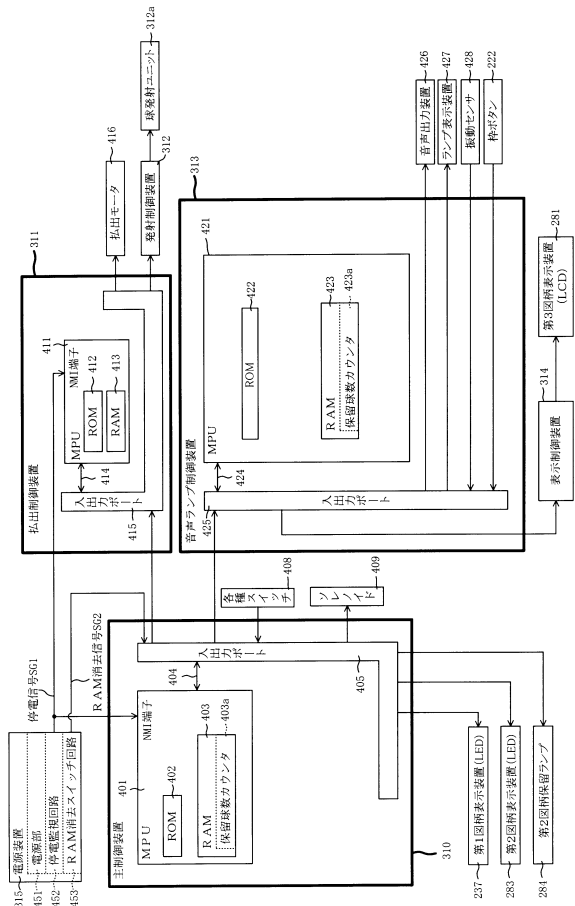 315
電源装置
451
電源部
452
停電監視回路
453
RAM消去スイッチ回路
停電信号SG1
RAM消去信号SG2
主制御装置
310
401
MPU
NMI端子
ROM
402
RAM
403
保留球数カウンタ
403a
404
入出力ポート
405
各種スイッチ
408
ソレノイド
409
237
第1図柄表示装置(LED)
283
第2図柄表示装置(LED)
284
第2図柄保留ランプ
払出制御装置
311
411
MPU
NMI端子
ROM
412
RAM
413
414
入出力ポート
415
払出モータ
416
発射制御装置
312
球発射ユニット
312a
音声ランプ制御装置
313
421
MPU
ROM
422
RAM
423
保留球数カウンタ
423a
424
入出力ポート
425
音声出力装置
426
ランプ表示装置
427
振動センサ
428
枠ボタン
222
表示制御装置
314
第3図柄表示装置
(LCD)
281